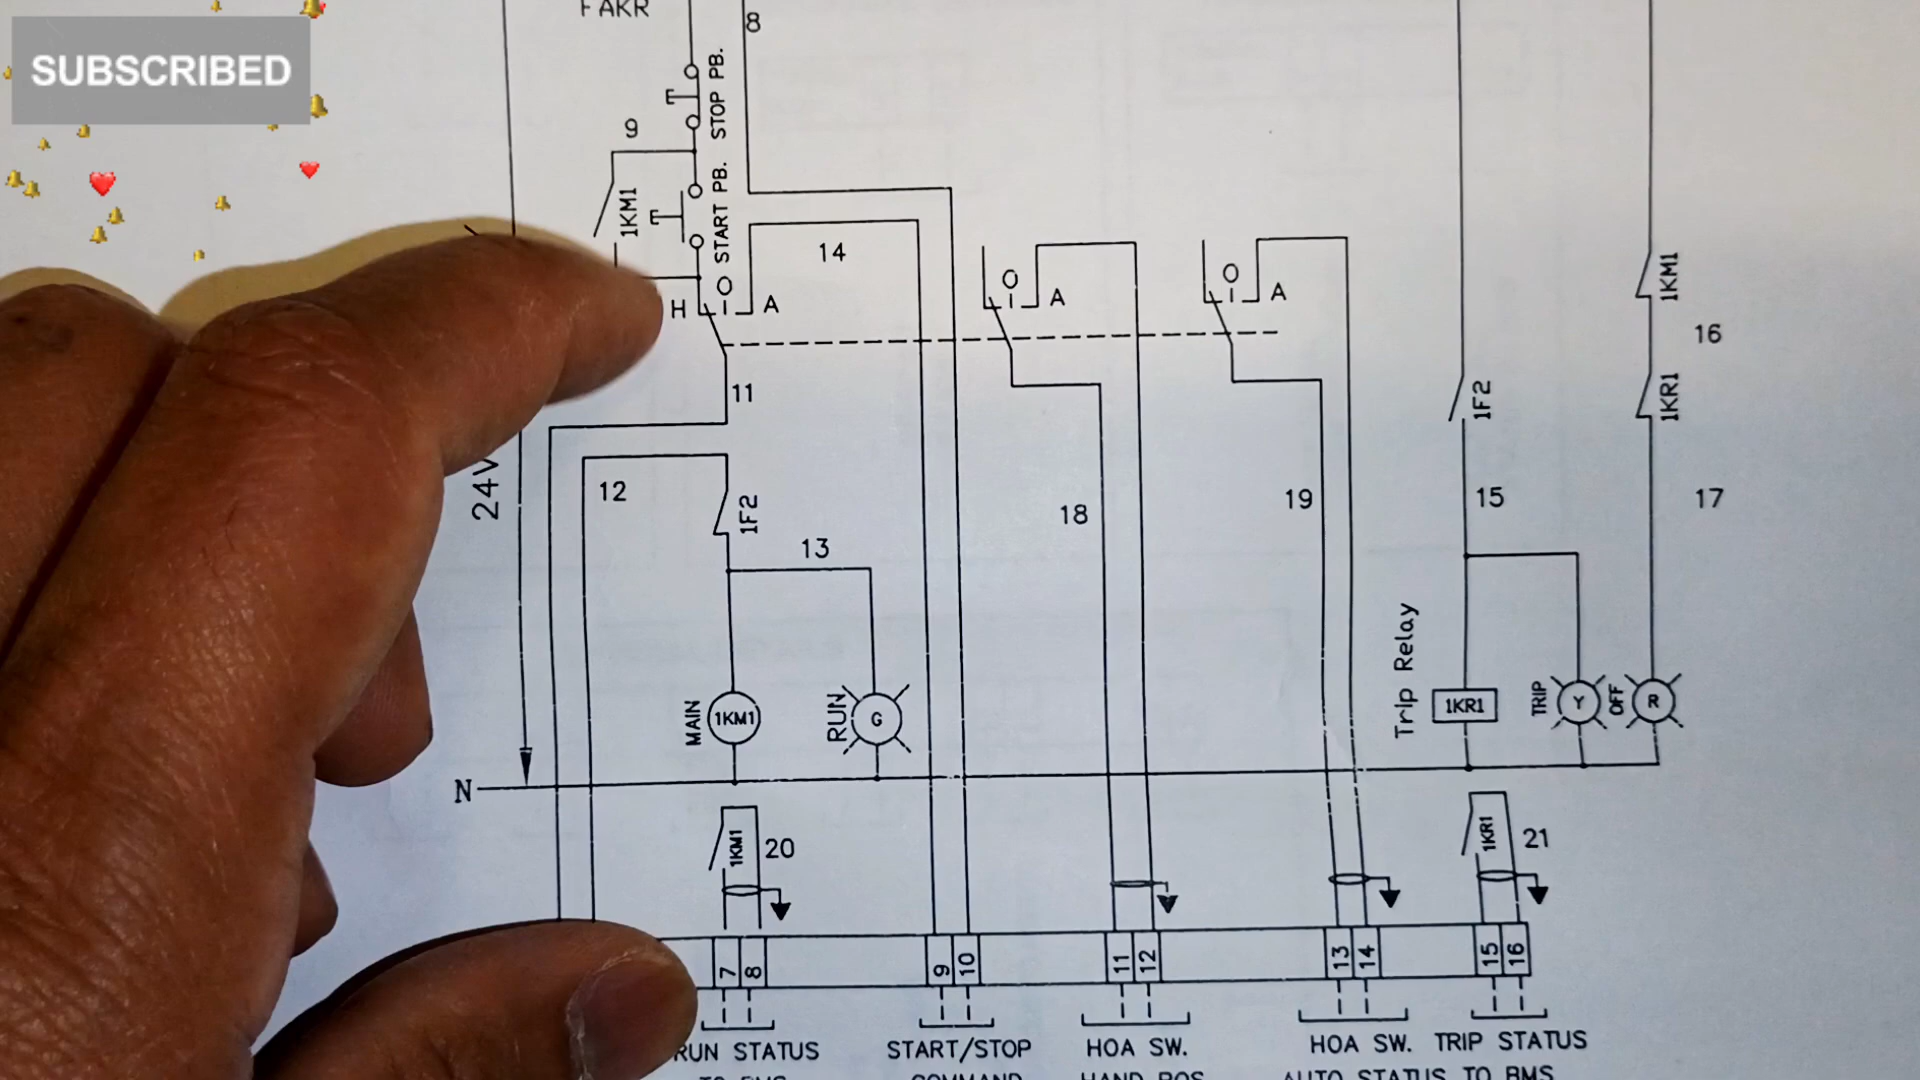 SUBSCRIBED
8
STOP PB.
9
1KM1
START PB.
14
O
H
A
O
A
O
A
1KM1
16
11
1F2
1KR1
24V
12
1F2
18
19
15
17
13
Trip Relay
MAIN
1KM1
RUN
G
1KR1
TRIP
Y
OFF
R
N
1KM1
20
1KR1
21
7 8
9 10
11 12
13 14
15 16
RUN STATUS
START/STOP
HOA SW.
HOA SW.
TRIP STATUS
COMMAND
HAND POS
AUTO STATUS TO BMS